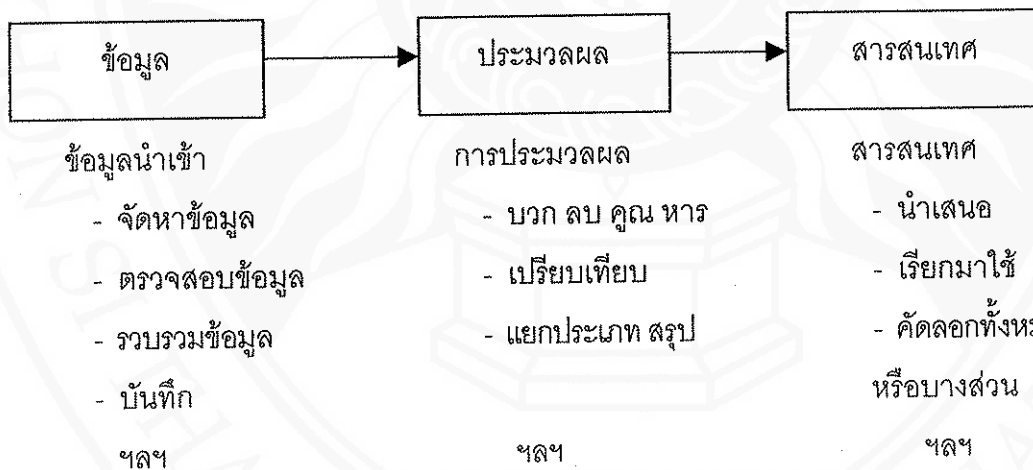 ข้อมูล
ประมวลผล
สารสนเทศ
ข้อมูลนำเข้า
- จัดหาข้อมูล
- ตรวจสอบข้อมูล
- รวบรวมข้อมูล
- บันทึก
ฯลฯ
การประมวลผล
- บวก ลบ คูณ หาร
- เปรียบเทียบ
- แยกประเภท สรุป
ฯลฯ
สารสนเทศ
- นำเสนอ
- เรียกมาใช้
- คัดลอกทั้งห
หรือบางส่วน
ฯลฯ